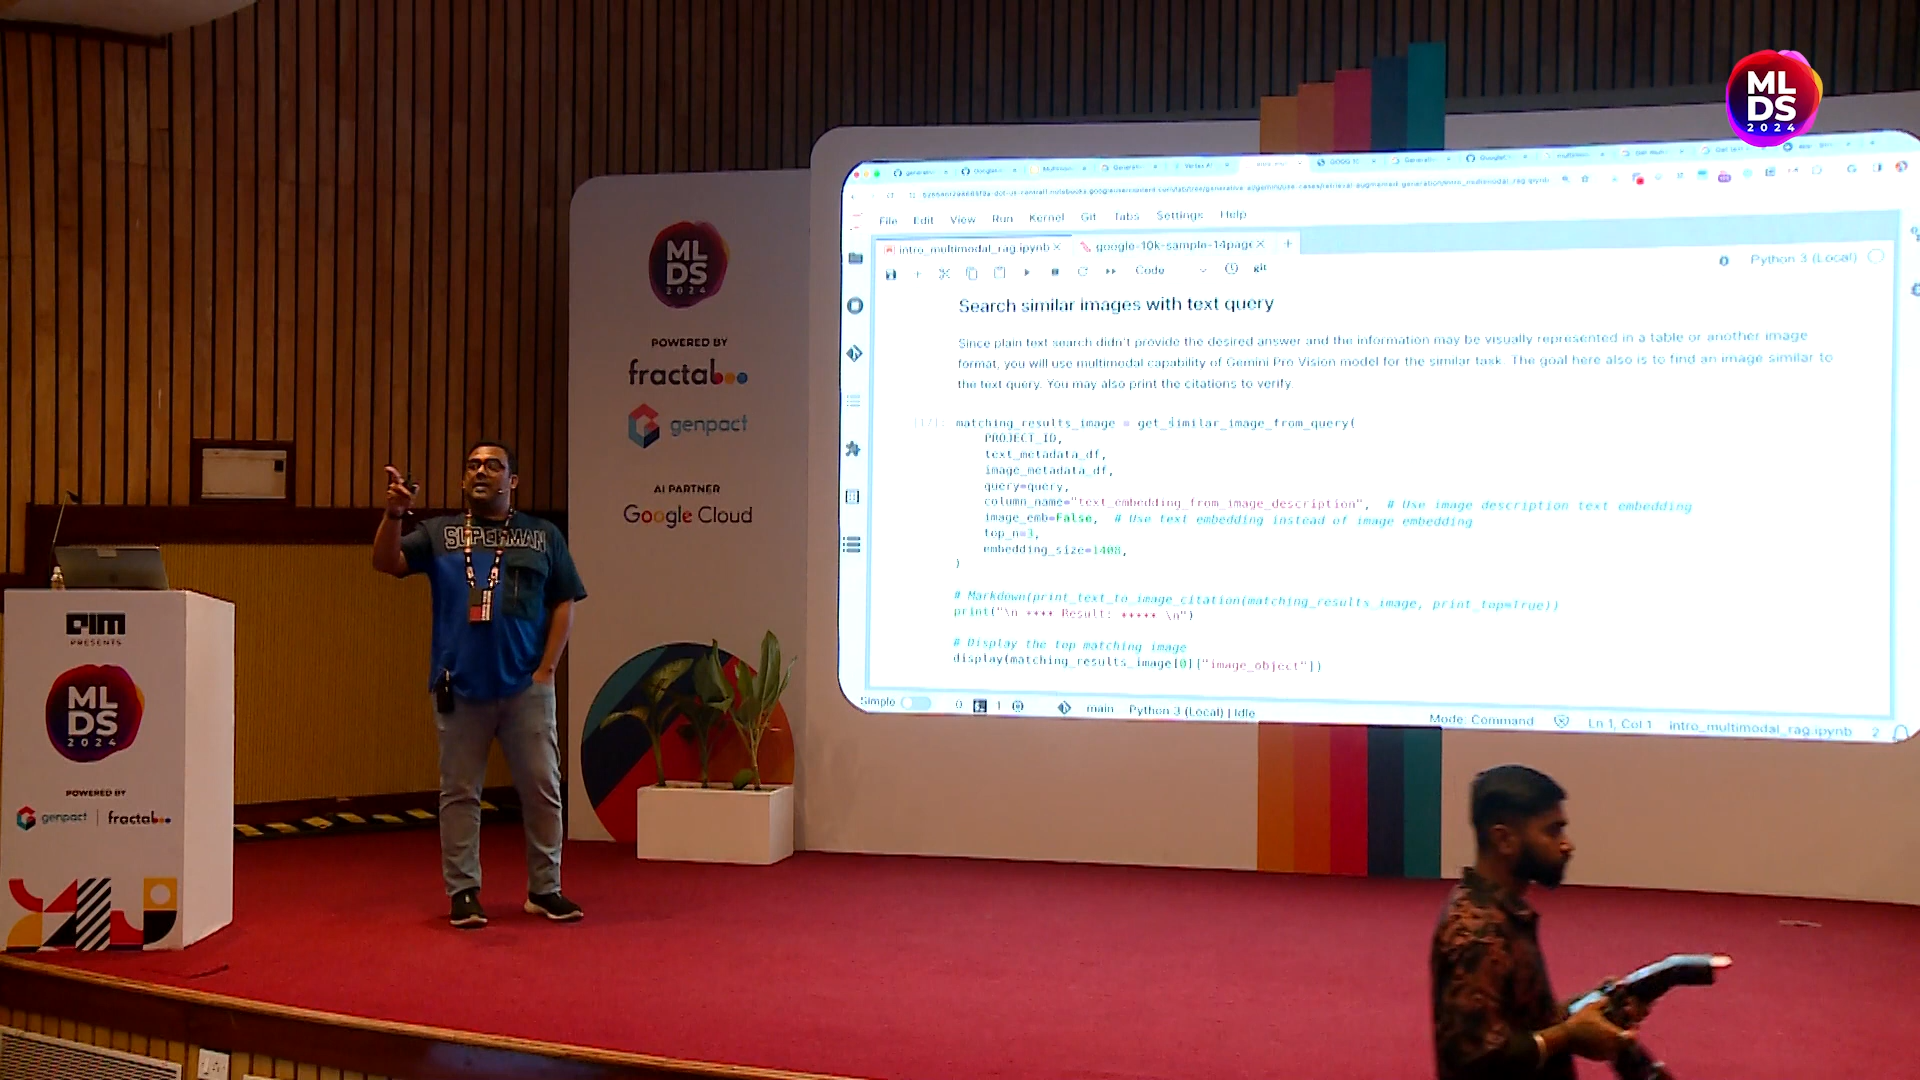 ML
DS
2024
ML
DS
2024
POWERED BY
fractal
genpact
AI PARTNER
Google Cloud
SUPERMAN
AIM
PRESENTS
ML
DS
2024
POWERED BY
genpact | fractal
File Edit View Run Kernel Git Tabs Settings Help
intro_multimodal_rag.ipynb
google-10k-sample-14page
Code
git
Python 3 (Local)
Search similar images with text query
Since plain text search didn't provide the desired answer and the information may be visually represented in a table or another image
format, you will use multimodal capability of Gemini Pro Vision model for the similar task. The goal here also is to find an image similar to
the text query. You may also print the citations to verify.
[17]: matching_results_image = get_similar_image_from_query(
PROJECT_ID,
text_metadata_df,
image_metadata_df,
query=query,
column_name="text_embedding_from_image_description", # Use image description text embedding
image_emb=False, # Use text embedding instead of image embedding
top_n=3,
embedding_size=1408,
)
# Markdown(print_text_to_image_citation(matching_results_image, print_top=True))
print("\n **** Result: ***** \n")
# Display the top matching image
display(matching_results_image[0]["image_object"])
Simple 0 1 main Python 3 (Local) | Idle Mode: Command Ln 1, Col 1 intro_multimodal_rag.ipynb 2